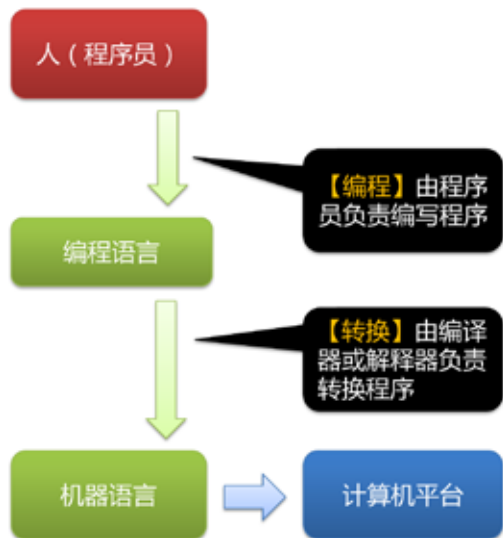 人（程序员）
【编程】由程序
员负责编写程序
编程语言
【转换】由编译
器或解释器负责
转换程序
机器语言
计算机平台